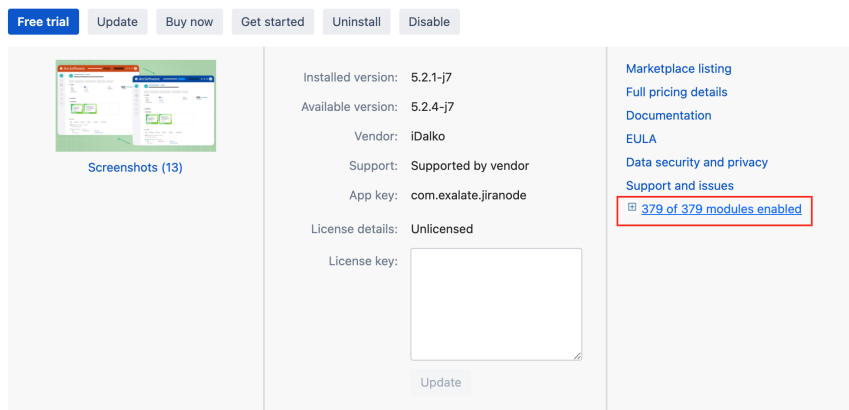 Free trial
Update
Buy now
Get started
Uninstall
Disable
Screenshots (13)
Installed version: 5.2.1-j7
Available version: 5.2.4-j7
Vendor: iDalko
Support: Supported by vendor
App key: com.exalate.jiranode
License details: Unlicensed
License key:
Update
Marketplace listing
Full pricing details
Documentation
EULA
Data security and privacy
Support and issues
379 of 379 modules enabled